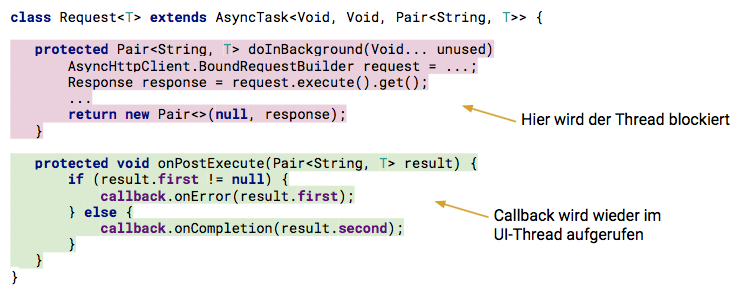 class Request<T> extends AsyncTask<Void, Void, Pair<String, T>> {
protected Pair<String, T> doInBackground(Void... unused)
AsyncHttpClient.BoundRequestBuilder request = ...;
Response response = request.execute().get();
...
return new Pair<>(null, response);
}
Hier wird der Thread blockiert
protected void onPostExecute(Pair<String, T> result) {
if (result.first != null) {
callback.onError(result.first);
} else {
callback.onCompletion(result.second);
}
}
}
Callback wird wieder im
UI-Thread aufgerufen